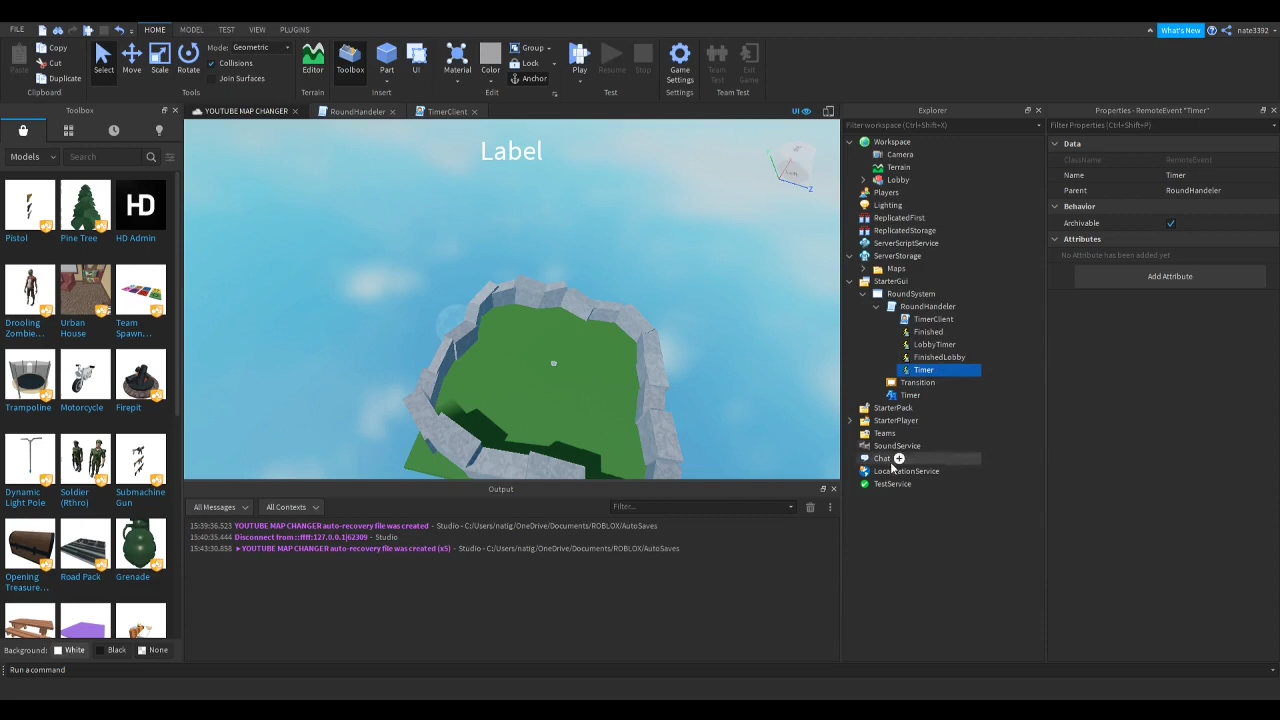 FILE HOME MODEL TEST VIEW PLUGINS What's New nate3392
Copy Cut Duplicate Paste Clipboard
Select Move Scale Rotate Mode: Geometric Collisions Join Surfaces Tools
Editor Terrain Toolbox Part UI Insert
Material Color Group Lock Anchor Edit
Play Resume Stop Test Game Settings Settings Team Test Exit Game Team Test
Toolbox
Models Search
Pistol Pine Tree HD Admin
HD
Drooling Zombie... Urban House Team Spawn...
Trampoline Motorcycle Firepit
Dynamic Light Pole Soldier (Rthro) Submachine Gun
Opening Treasure... Road Pack Grenade
Background: White Black None
YOUTUBE MAP CHANGER RoundHandeler TimerClient UI
Label
Z
Output
All Messages All Contexts Filter...
15:39:36.523 YOUTUBE MAP CHANGER auto-recovery file was created - Studio - C:/Users/natig/OneDrive/Documents/ROBLOX/AutoSaves
15:40:35.444 Disconnect from ::ffff:127.0.0.1|62309 - Studio
15:43:30.858 YOUTUBE MAP CHANGER auto-recovery file was created (x5) - Studio - C:/Users/natig/OneDrive/Documents/ROBLOX/AutoSaves
Explorer
Filter workspace (Ctrl+Shift+X)
Workspace
Camera
Terrain
Lobby
Players
Lighting
ReplicatedFirst
ReplicatedStorage
ServerScriptService
ServerStorage
Maps
StarterGui
RoundSystem
RoundHandeler
TimerClient
Finished
LobbyTimer
FinishedLobby
Timer
Transition
Timer
StarterPack
StarterPlayer
Teams
SoundService
Chat
TestService
Properties - RemoteEvent "Timer"
Filter Properties (Ctrl+Shift+P)
Data
ClassName RemoteEvent
Name Timer
Parent RoundHandeler
Behavior
Archivable
Attributes
No Attribute has been added yet
Add Attribute
Run a command